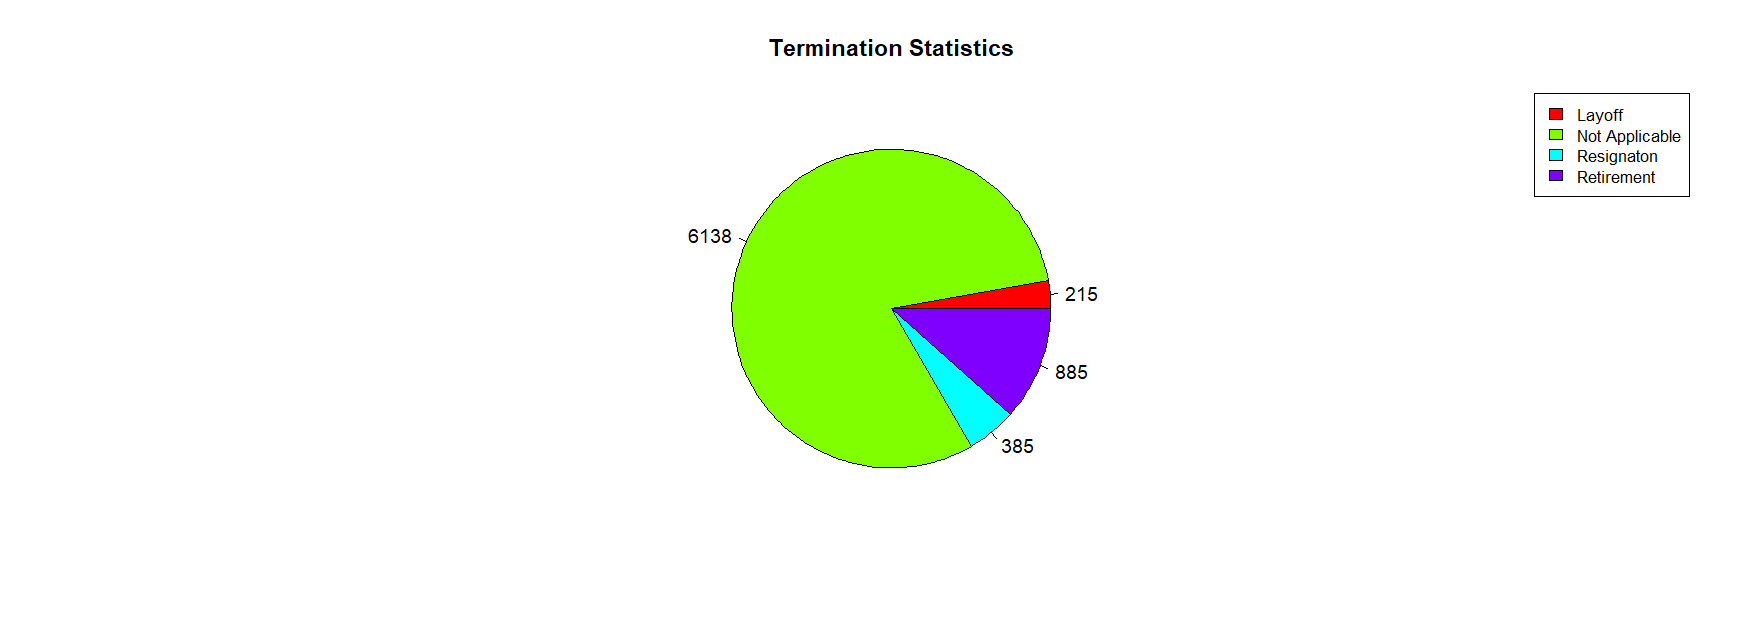 Termination Statistics
Layoff
Not Applicable
Resignaton
Retirement
6138
215
885
385